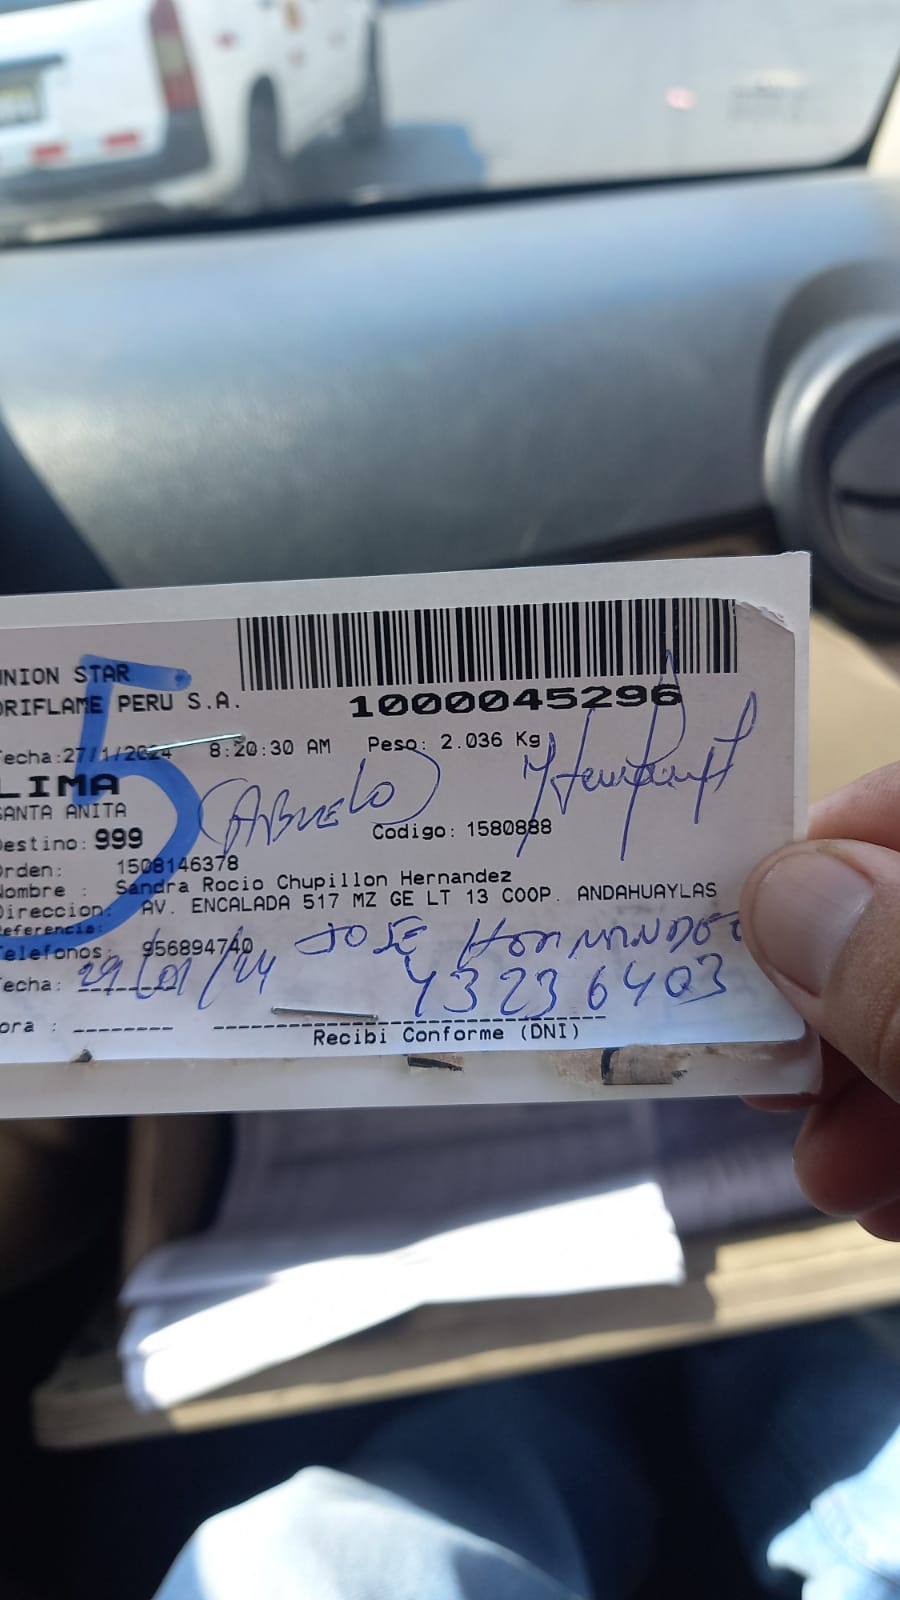 UNION STAR
ORIFLAME PERU S.A.
1000045296
Fecha:27/1/2024 8:20:30 AM Peso: 2.036 Kg
LIMA
SANTA ANITA
(ABUELO)
Destino: 999
Codigo: 1580888
5
Orden: 1508146378
Nombre : Sandra Rocio Chupillon Hernandez
Direccion: AV. ENCALADA 517 MZ GE LT 13 COOP. ANDAHUAYLAS
Referencia:
Telefonos: 956894740 JOSE
Fecha: 29/01/24 43236403
ora : --------
Recibi Conforme (DNI)